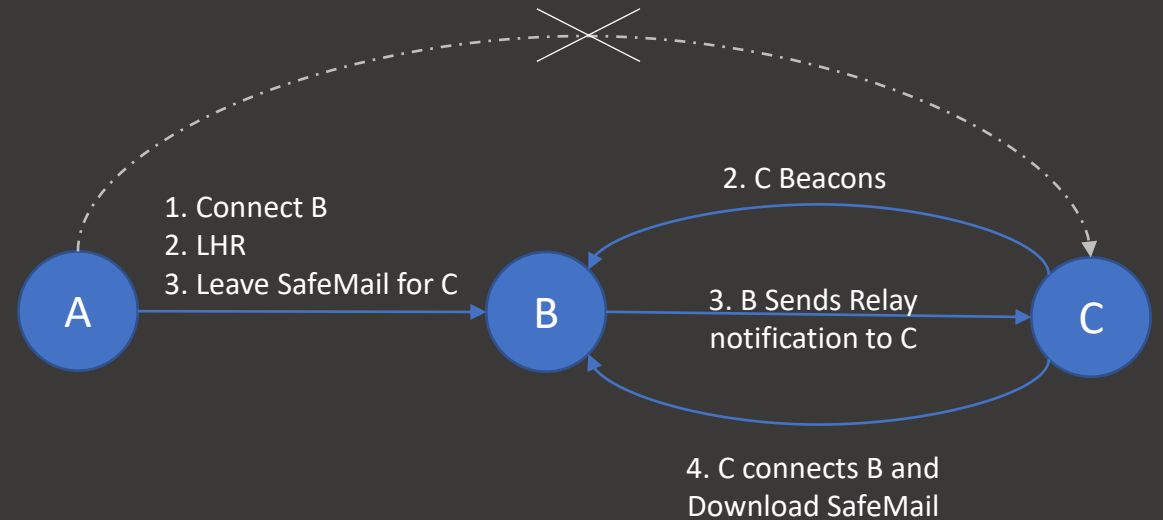 2. C Beacons
1. Connect B
2. LHR
3. Leave SafeMail for C
A
B
3. B Sends Relay
notification to C
C
4. C connects B and
Download SafeMail